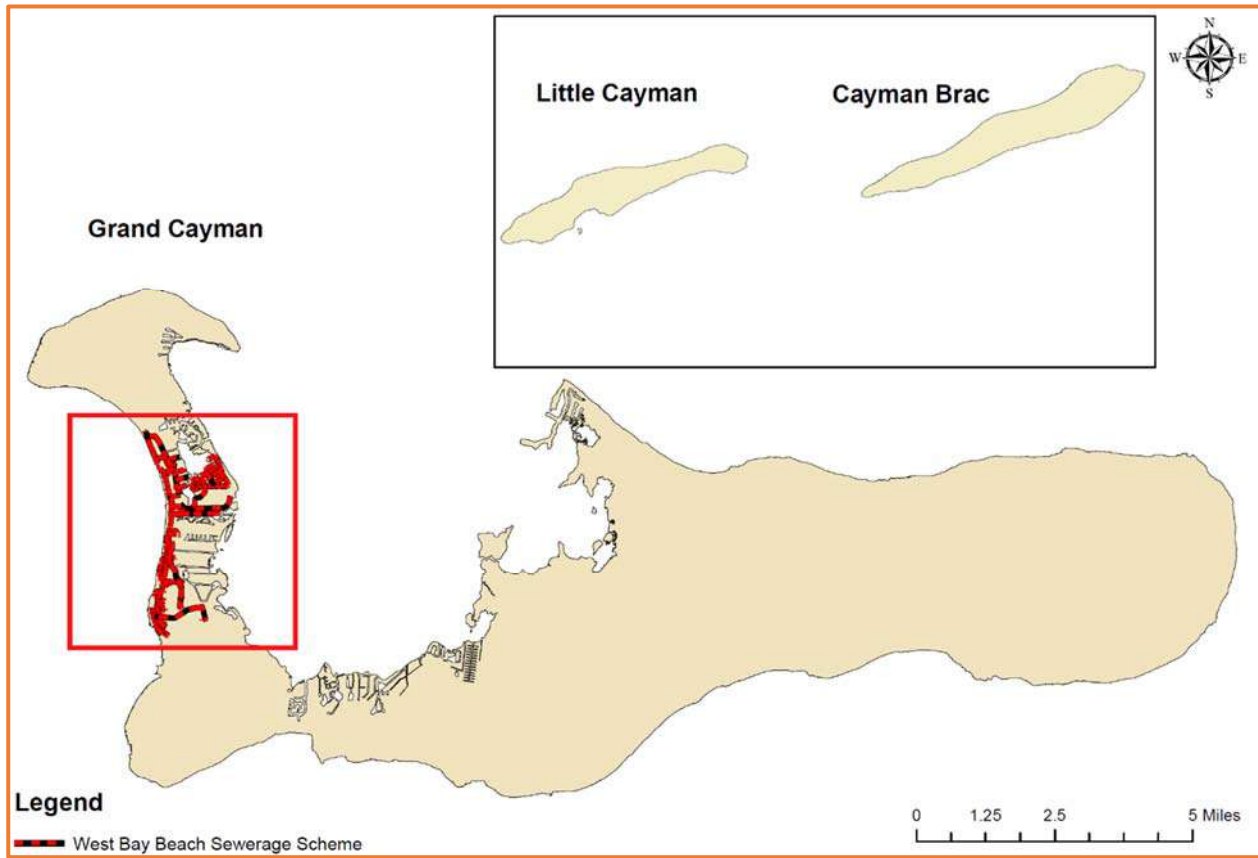 N
W E
S
Little Cayman
Cayman Brac
Grand Cayman
Legend
West Bay Beach Sewerage Scheme
0 1.25 2.5 5 Miles